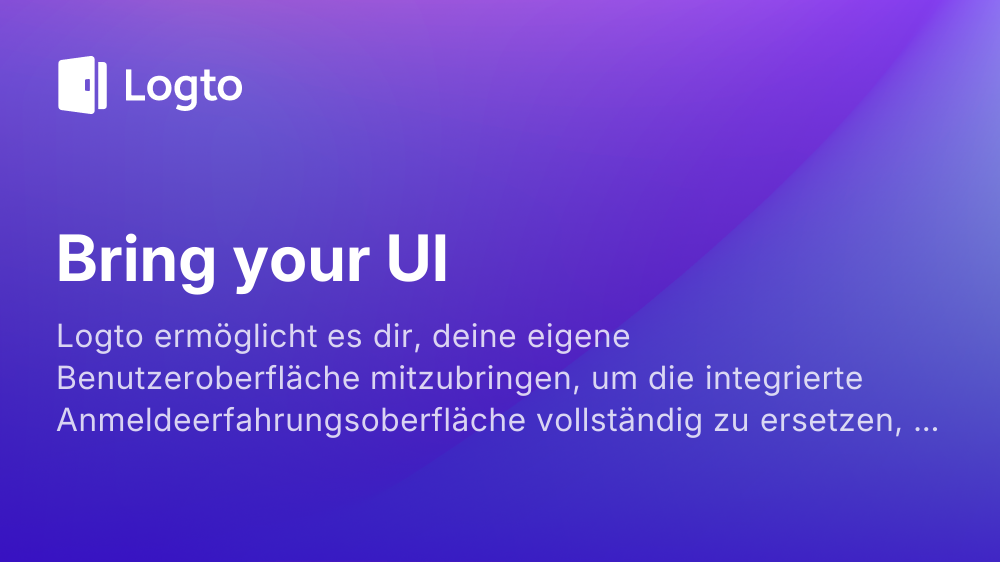 Logto
Bring your UI
Logto ermöglicht es dir, deine eigene
Benutzeroberfläche mitzubringen, um die integrierte
Anmeldeerfahrungsoberfläche vollständig zu ersetzen, ...